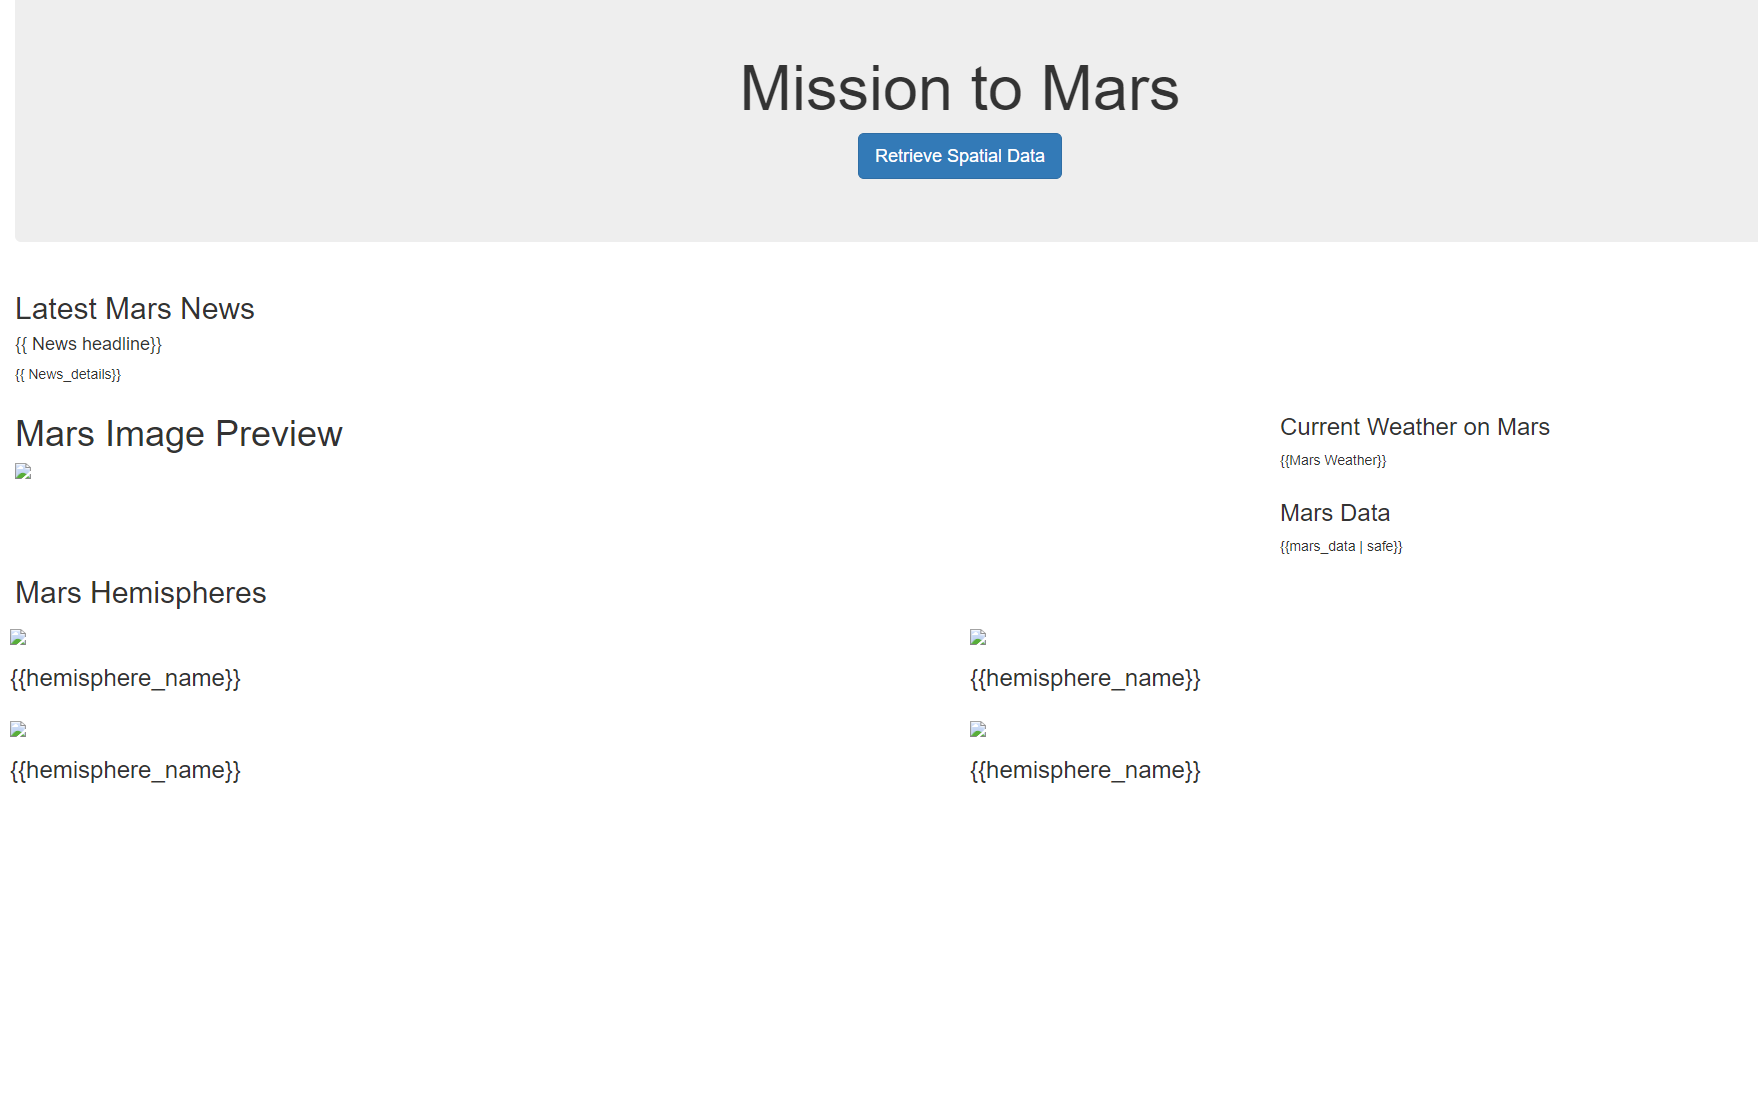 Mission to Mars
Retrieve Spatial Data
Latest Mars News
{{ News headline}}
{{ News_details}}
Mars Image Preview
Current Weather on Mars
{{Mars Weather}}
Mars Data
{{mars_data | safe}}
Mars Hemispheres
{{hemisphere_name}}
{{hemisphere_name}}
{{hemisphere_name}}
{{hemisphere_name}}